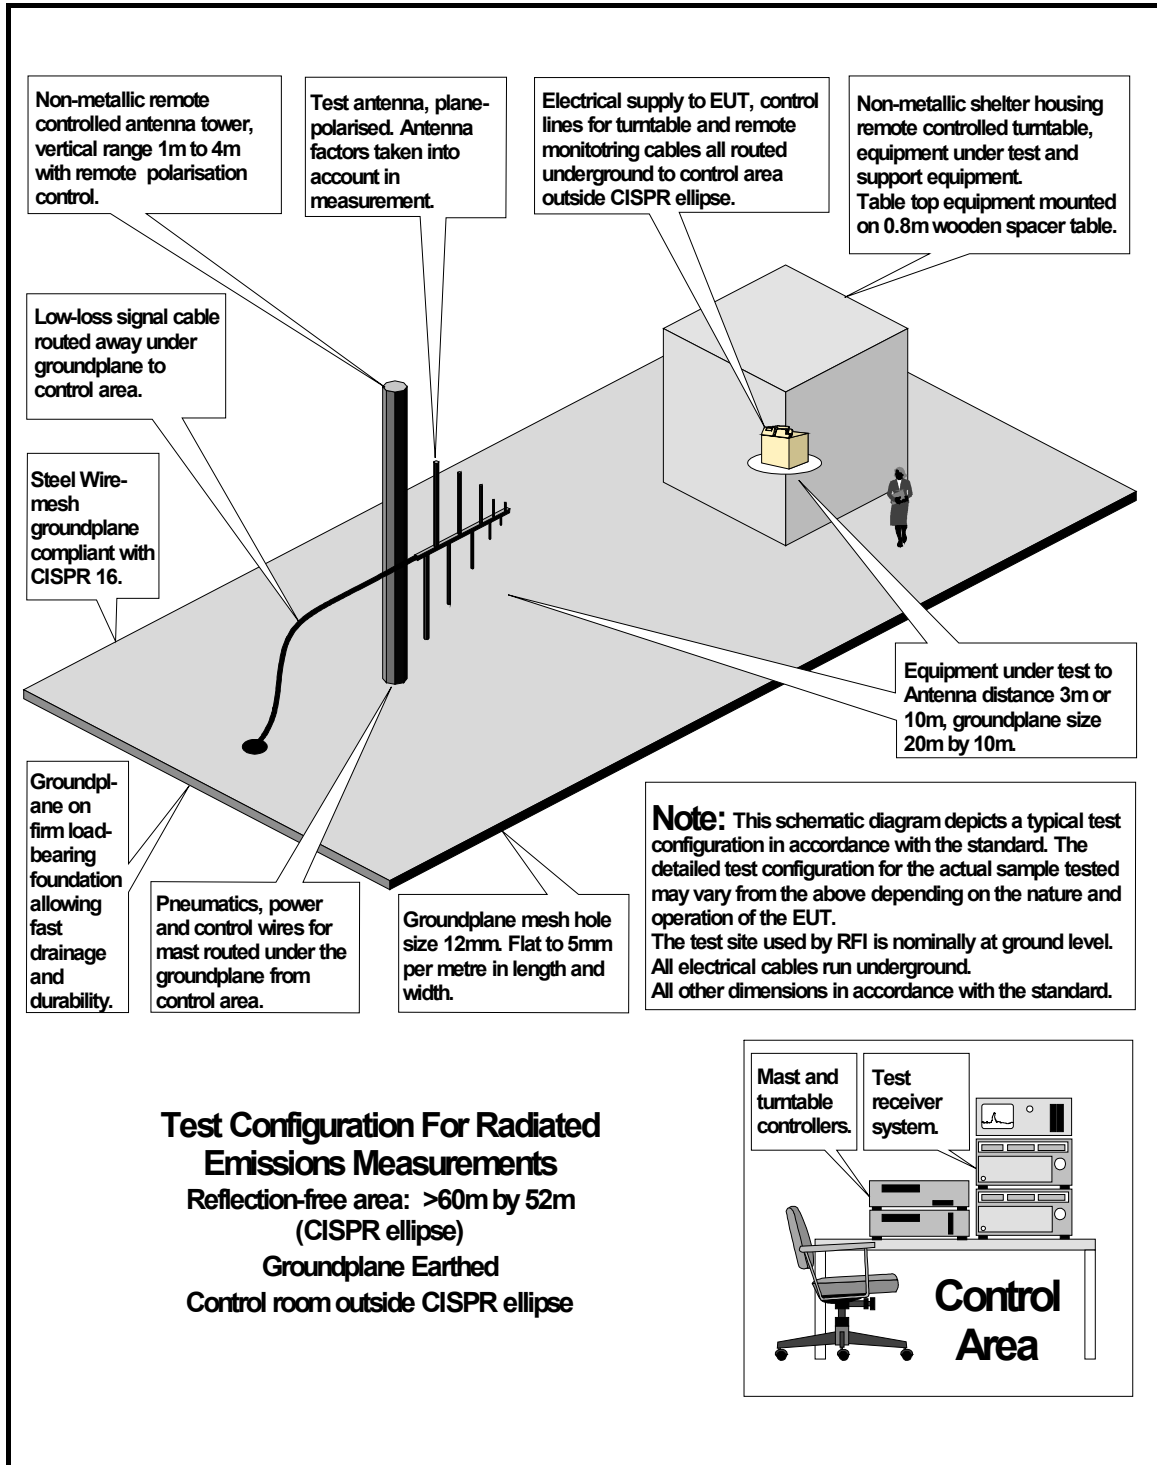 Non-metallic remote
controlled antenna tower,
vertical range 1m to 4m
with remote polarisation
control.
Test antenna, plane-
polarised. Antenna
factors taken into
account in
measurement.
Electrical supply to EUT, control
lines for turntable and remote
monitotring cables all routed
underground to control area
outside CISPR ellipse.
Non-metallic shelter housing
remote controlled turntable,
equipment under test and
support equipment.
Table top equipment mounted
on 0.8m wooden spacer table.
Low-loss signal cable
routed away under
groundplane to
control area.
Steel Wire-
mesh
groundplane
compliant with
CISPR 16.
Equipment under test to
Antenna distance 3m or
10m, groundplane size
20m by 10m.
Groundpl-
ane on
firm load-
bearing
foundation
allowing
fast
drainage
and
durability.
Pneumatics, power
and control wires for
mast routed under the
groundplane from
control area.
Groundplane mesh hole
size 12mm. Flat to 5mm
per metre in length and
width.
Note: This schematic diagram depicts a typical test
configuration in accordance with the standard. The
detailed test configuration for the actual sample tested
may vary from the above depending on the nature and
operation of the EUT.
The test site used by RFI is nominally at ground level.
All electrical cables run underground.
All other dimensions in accordance with the standard.
Test Configuration For Radiated
Emissions Measurements
Reflection-free area: >60m by 52m
(CISPR ellipse)
Groundplane Earthed
Control room outside CISPR ellipse
Mast and
turntable
controllers.
Test
receiver
system.
Control
Area